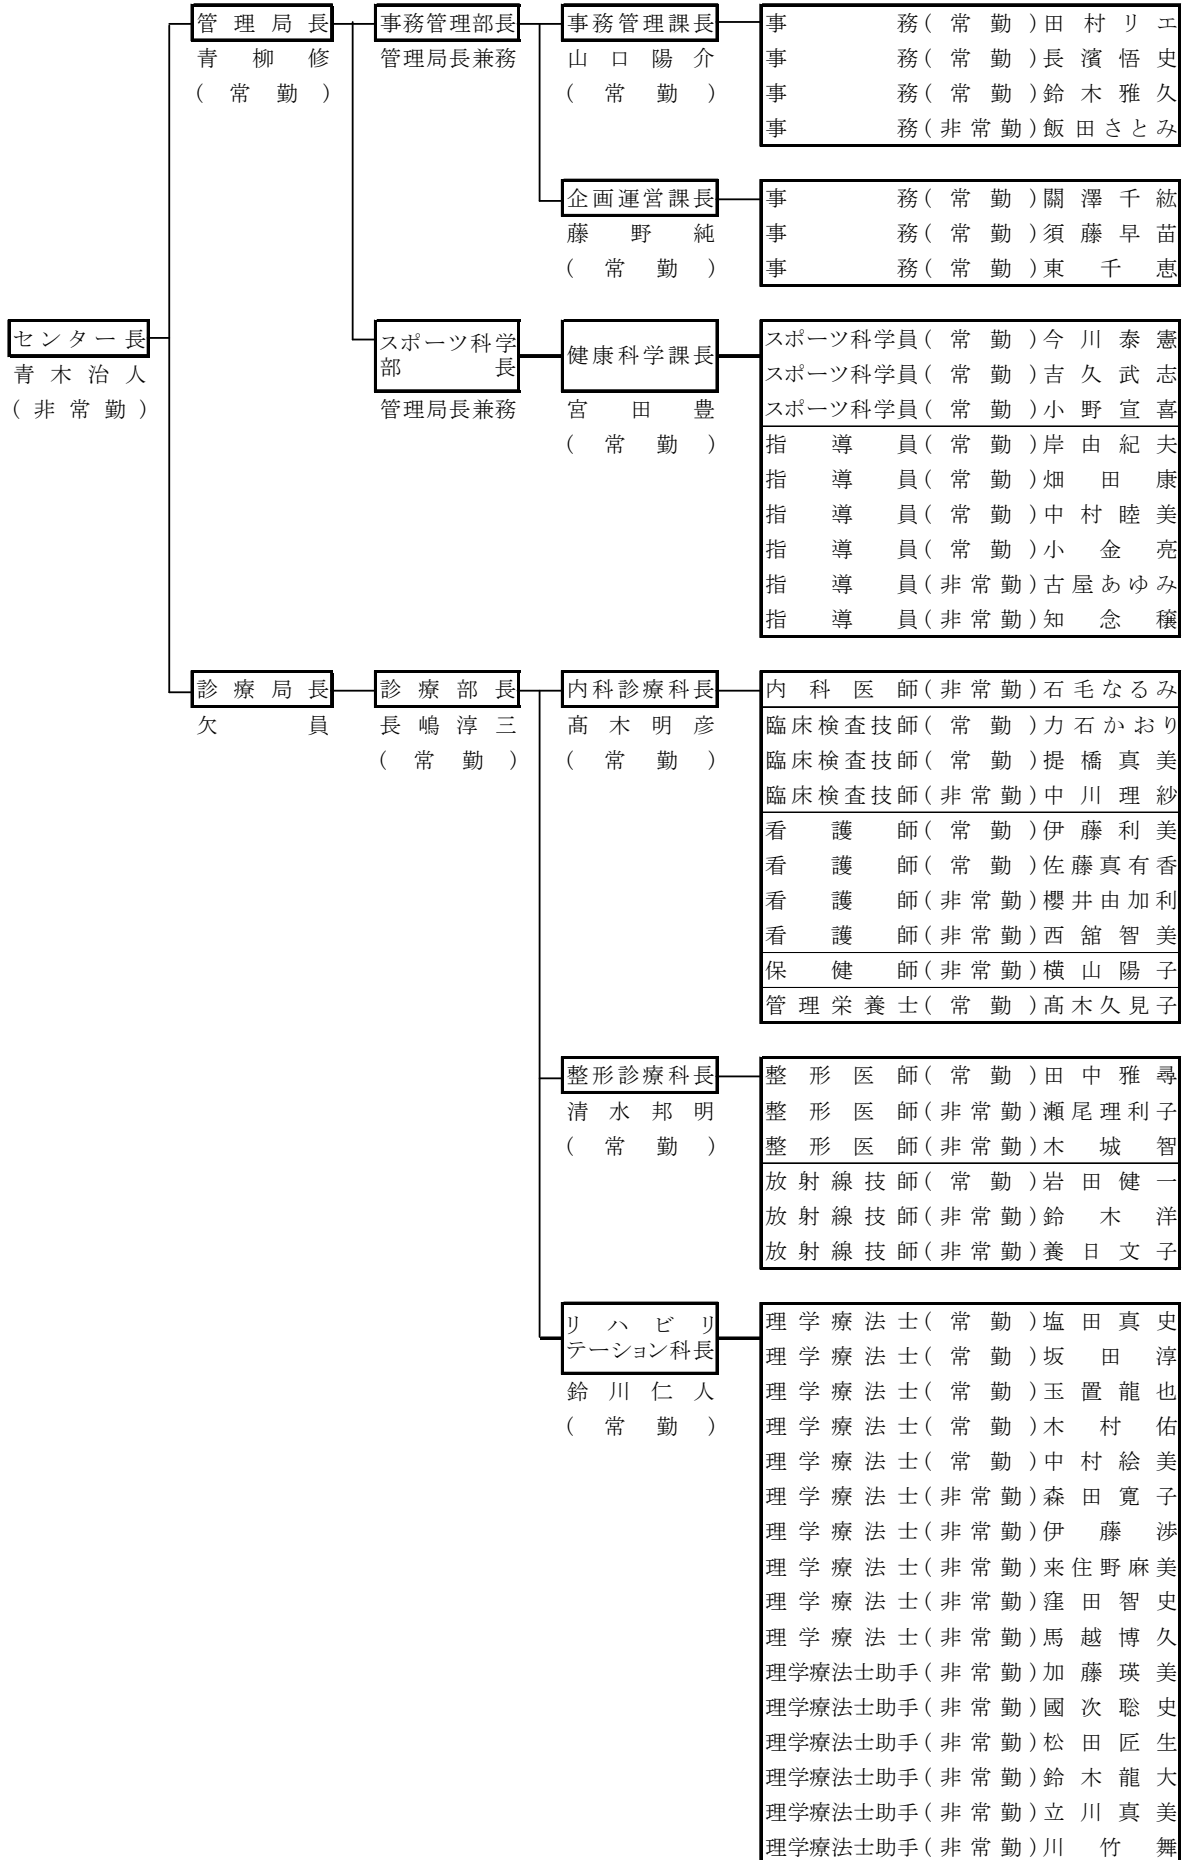 管理局長
青柳修
(常勤)
事務管理部長
管理局長兼務
事務管理課長
山口陽介
(常勤)
事務(常勤)田村リエ
事務(常勤)長濱悟史
事務(常勤)鈴木雅久
事務(非常勤)飯田さとみ
企画運営課長
藤野純
(常勤)
事務(常勤)關澤千絋
事務(常勤)須藤早苗
事務(常勤)東千恵
センター長
青木治人
(非常勤)
スポーツ科学
部長
管理局長兼務
健康科学課長
宮田豊
(常勤)
スポーツ科学員(常勤)今川泰憲
スポーツ科学員(常勤)吉久武志
スポーツ科学員(常勤)小野宣喜
指導員(常勤)岸由紀夫
指導員(常勤)畑田康
指導員(常勤)中村睦美
指導員(常勤)小金亮
指導員(非常勤)古屋あゆみ
指導員(非常勤)知念穣
診療局長
欠員
診療部長
長嶋淳三
(常勤)
内科診療科長
髙木明彦
(常勤)
内科医師(非常勤)石毛なるみ
臨床検査技師(常勤)力石かおり
臨床検査技師(常勤)提橋真美
臨床検査技師(非常勤)中川理紗
看護師(常勤)伊藤利美
看護師(常勤)佐藤真有香
看護師(非常勤)櫻井由加利
看護師(非常勤)西舘智美
保健師(非常勤)横山陽子
管理栄養士(常勤)髙木久見子
整形診療科長
清水邦明
(常勤)
整形医師(常勤)田中雅尋
整形医師(非常勤)瀬尾理利子
整形医師(非常勤)木城智
放射線技師(常勤)岩田健一
放射線技師(非常勤)鈴木洋
放射線技師(非常勤)養日文子
リハビリ
テーション科長
鈴川仁人
(常勤)
理学療法士(常勤)塩田真史
理学療法士(常勤)坂田淳
理学療法士(常勤)玉置龍也
理学療法士(常勤)木村佑
理学療法士(常勤)中村絵美
理学療法士(非常勤)森田寛子
理学療法士(非常勤)伊藤渉
理学療法士(非常勤)来住野麻美
理学療法士(非常勤)窪田智史
理学療法士(非常勤)馬越博久
理学療法士助手(非常勤)加藤瑛美
理学療法士助手(非常勤)國次聡史
理学療法士助手(非常勤)松田匠生
理学療法士助手(非常勤)鈴木龍大
理学療法士助手(非常勤)立川真美
理学療法士助手(非常勤)川竹舞